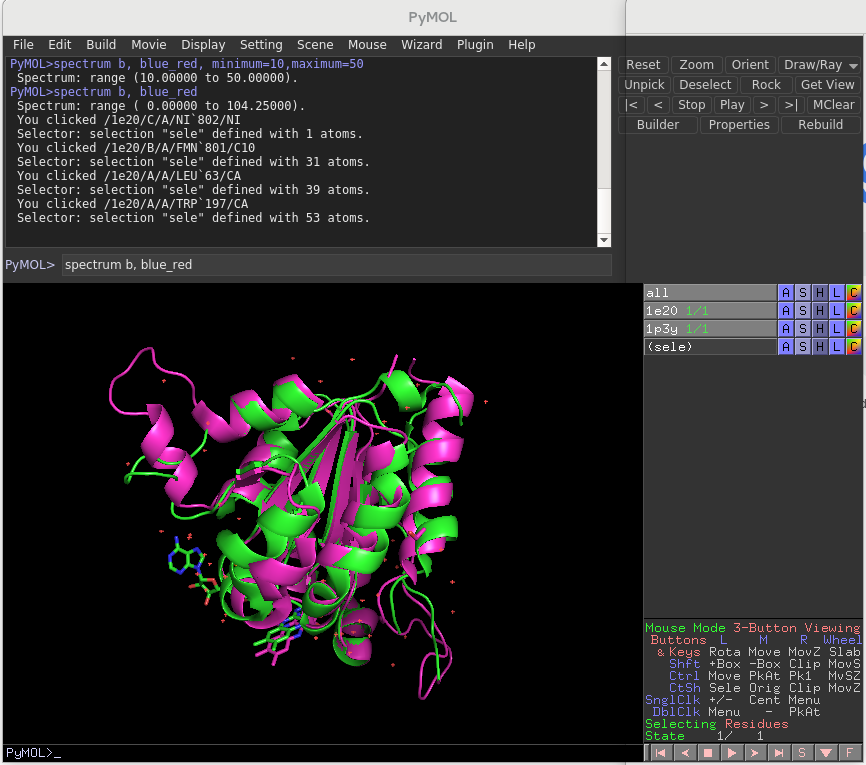 PyMOL
File Edit Build Movie Display Setting Scene Mouse Wizard Plugin Help
PyMOL>spectrum b, blue_red, minimum=10,maximum=50
Spectrum: range (10.00000 to 50.00000).
PyMOL>spectrum b, blue_red
Spectrum: range ( 0.00000 to 104.25000).
You clicked /1e20/C/A/NI`802/NI
Selector: selection "sele" defined with 1 atoms.
You clicked /1e20/B/A/FMN`801/C10
Selector: selection "sele" defined with 31 atoms.
You clicked /1e20/A/A/LEU`63/CA
Selector: selection "sele" defined with 39 atoms.
You clicked /1e20/A/A/TRP`197/CA
Selector: selection "sele" defined with 53 atoms.
PyMOL> spectrum b, blue_red
Reset Zoom Orient Draw/Ray
Unpick Deselect Rock Get View
|< < Stop Play > >| MClear
Builder Properties Rebuild
all A S H L C
1e20 1/1 A S H L C
1p3y 1/1 A S H L C
(sele) A S H L C
Mouse Mode 3-Button Viewing
Buttons L M R Wheel
& Keys Rota Move MovZ Slab
Shft +Box -Box Clip MovS
Ctrl Move PkAt Pk1 MvSZ
CtSh Sele Orig Clip MovZ
SnglClk +/- Cent Menu
DblClk Menu - PkAt
Selecting Residues
State 1/ 1
PyMOL>_
S F